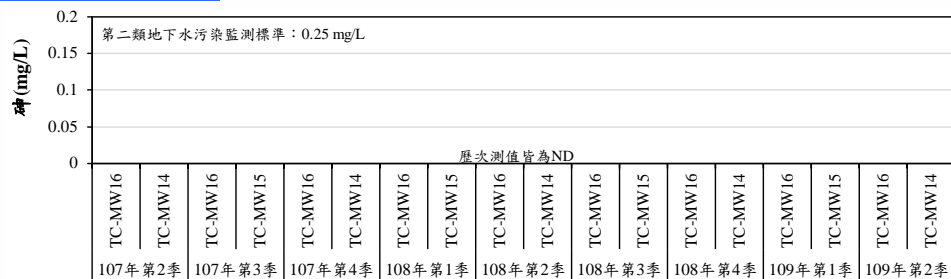 0.2
第二類地下水污染監測標準：0.25 mg/L
0.15
砷(mg/L)
0.1
0.05
0
歷次測值皆為ND
TC-MW16 TC-MW14 TC-MW16 TC-MW15 TC-MW16 TC-MW14 TC-MW16 TC-MW15 TC-MW16 TC-MW14 TC-MW16 TC-MW15 TC-MW16 TC-MW14 TC-MW16 TC-MW15 TC-MW16 TC-MW14
107年第2季 107年第3季 107年第4季 108年第1季 108年第2季 108年第3季 108年第4季 109年第1季 109年第2季